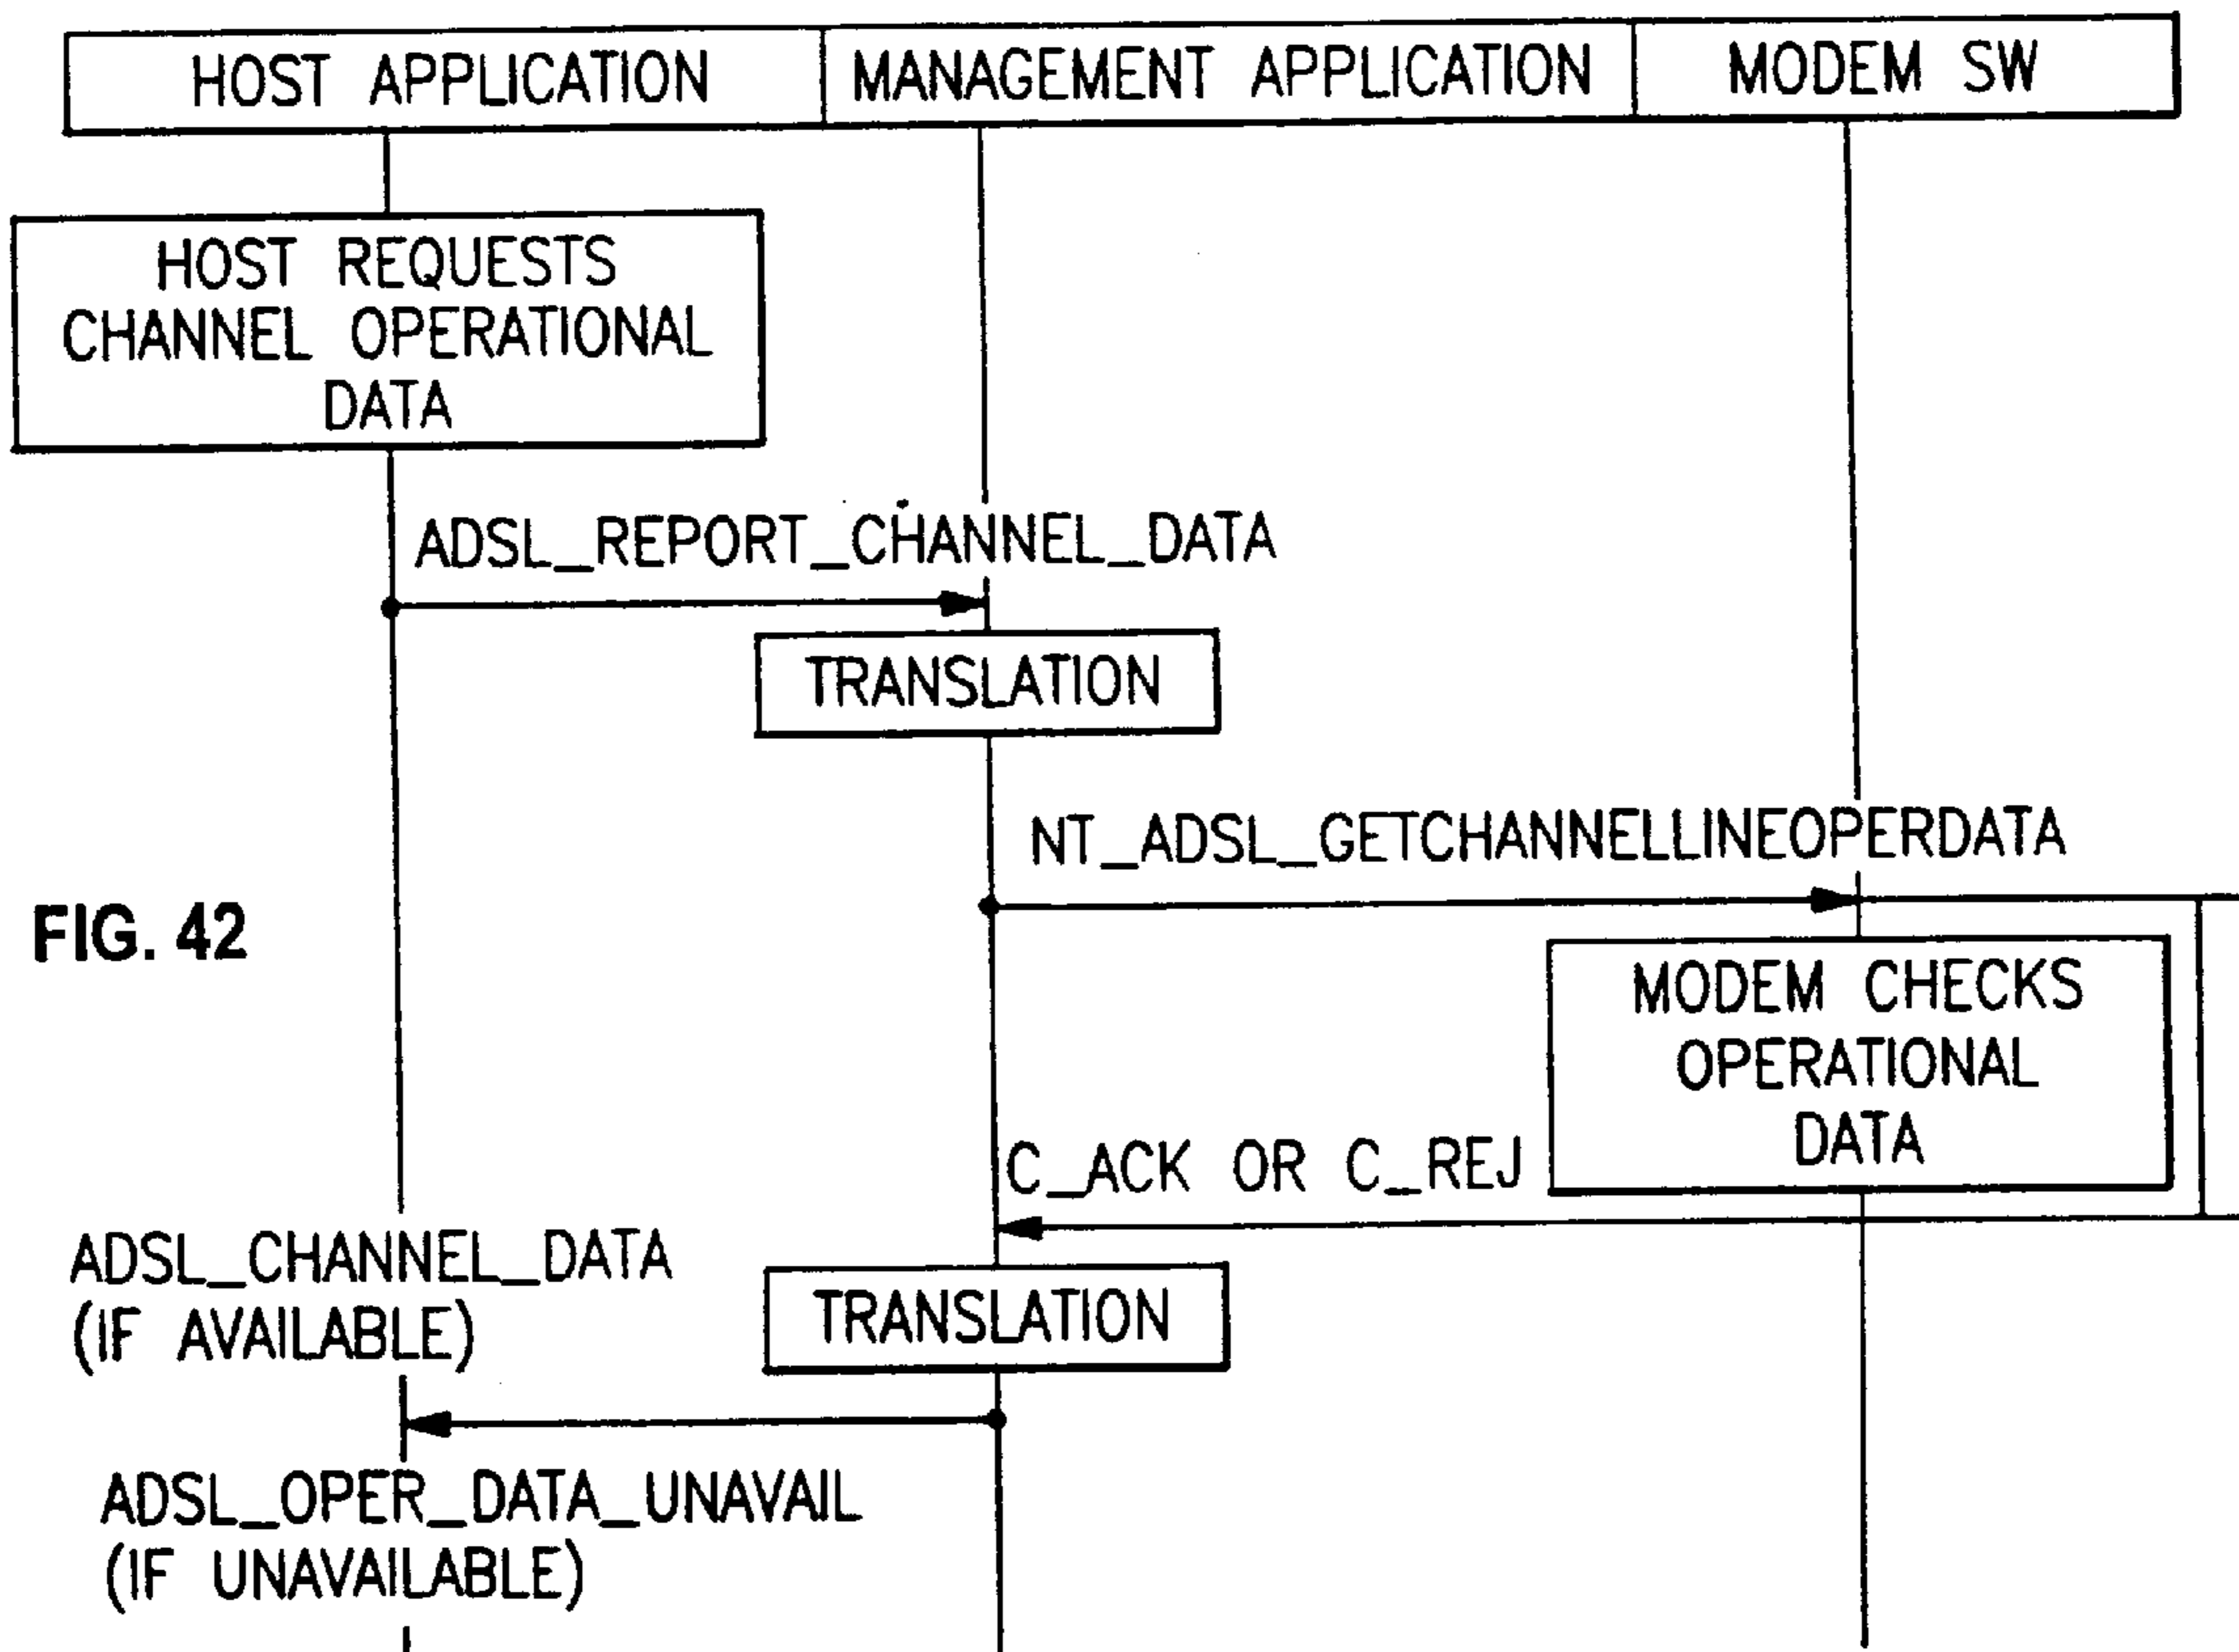 HOST APPLICATION MANAGEMENT APPLICATION MODEM SW
HOST REQUESTS
CHANNEL OPERATIONAL
DATA
ADSL_REPORT_CHANNEL_DATA
TRANSLATION
NT_ADSL_GETCHANNELLINEOPERDATA
FIG. 42
MODEM CHECKS
OPERATIONAL
DATA
C_ACK OR C_REJ
ADSL_CHANNEL_DATA
(IF AVAILABLE)
TRANSLATION
ADSL_OPER_DATA_UNAVAIL
(IF UNAVAILABLE)